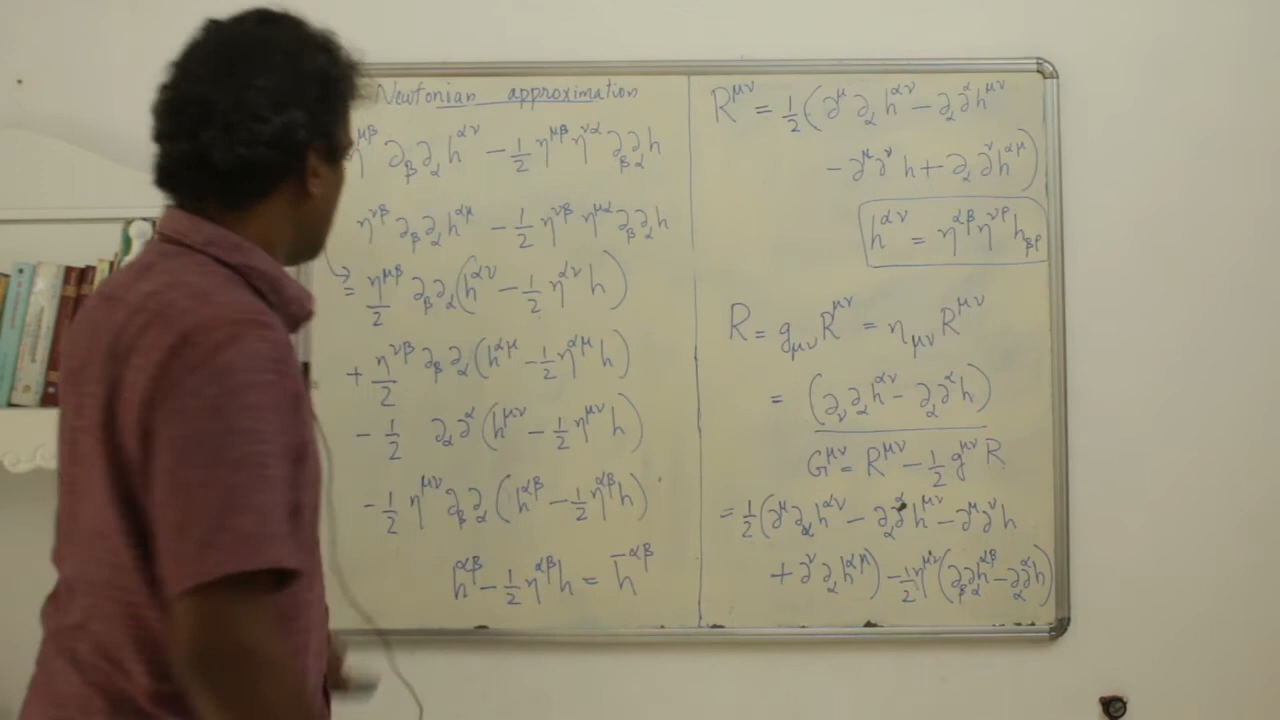 Newtonian approximation
η^{μβ} ∂_β ∂_α h^{αν} - 1/2 η^{μβ} η^{να} ∂_β ∂_α h
η^{νβ} ∂_β ∂_α h^{αμ} - 1/2 η^{νβ} η^{μα} ∂_β ∂_α h
= η^{μβ}/2 ∂_β ∂_α (h^{αν} - 1/2 η^{αν} h)
+ η^{νβ}/2 ∂_β ∂_α (h^{αμ} - 1/2 η^{αμ} h)
- 1/2 ∂_α ∂^α (h^{μν} - 1/2 η^{μν} h)
- 1/2 η^{μν} ∂_β ∂_α (h^{αβ} - 1/2 η^{αβ} h)
h^{αβ} - 1/2 η^{αβ} h = \bar{h}^{αβ}
R^{μν} = 1/2 (∂^μ ∂_α h^{αν} - ∂_α ∂^α h^{μν}
- ∂^μ ∂^ν h + ∂_α ∂^ν h^{αμ})
h^{αν} = η^{αβ} η^{νρ} h_{βρ}
R = g_{μν} R^{μν} = η_{μν} R^{μν}
= (∂_ν ∂_α h^{αν} - ∂_α ∂^α h)
G^{μν} = R^{μν} - 1/2 g^{μν} R
= 1/2 (∂^μ ∂_α h^{αν} - ∂_α ∂^α h^{μν} - ∂^μ ∂^ν h
+ ∂^ν ∂_α h^{αμ}) - 1/2 η^{μν} (∂_β ∂_α h^{αβ} - ∂_α ∂^α h)